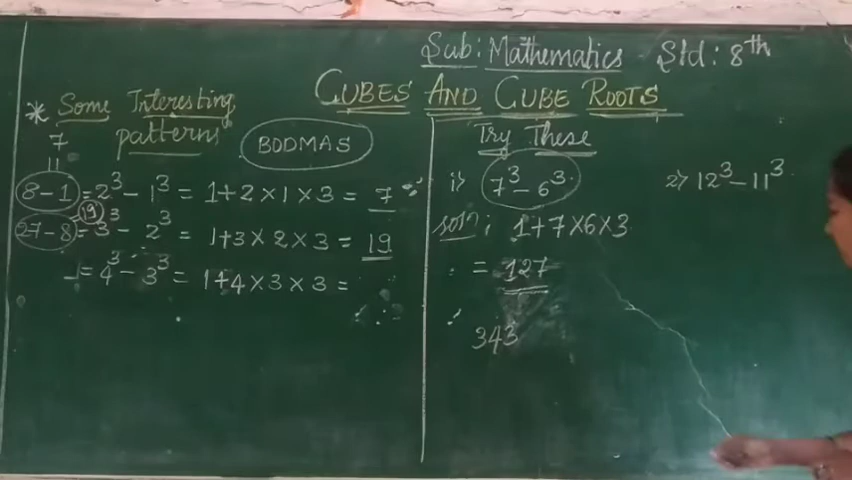 Sub: Mathematics Std: 8th
CUBES AND CUBE ROOTS
* Some Interesting
patterns
BODMAS
7
11
8-1 = 2³ - 1³ = 1+2×1×3 = 7
19
27-8 = 3³ - 2³ = 1+3×2×3 = 19
= 4³ - 3³ = 1+4×3×3 =
Try These
i> 7³ - 6³
soln; 1+7×6×3
= 127
343
2> 12³ - 11³